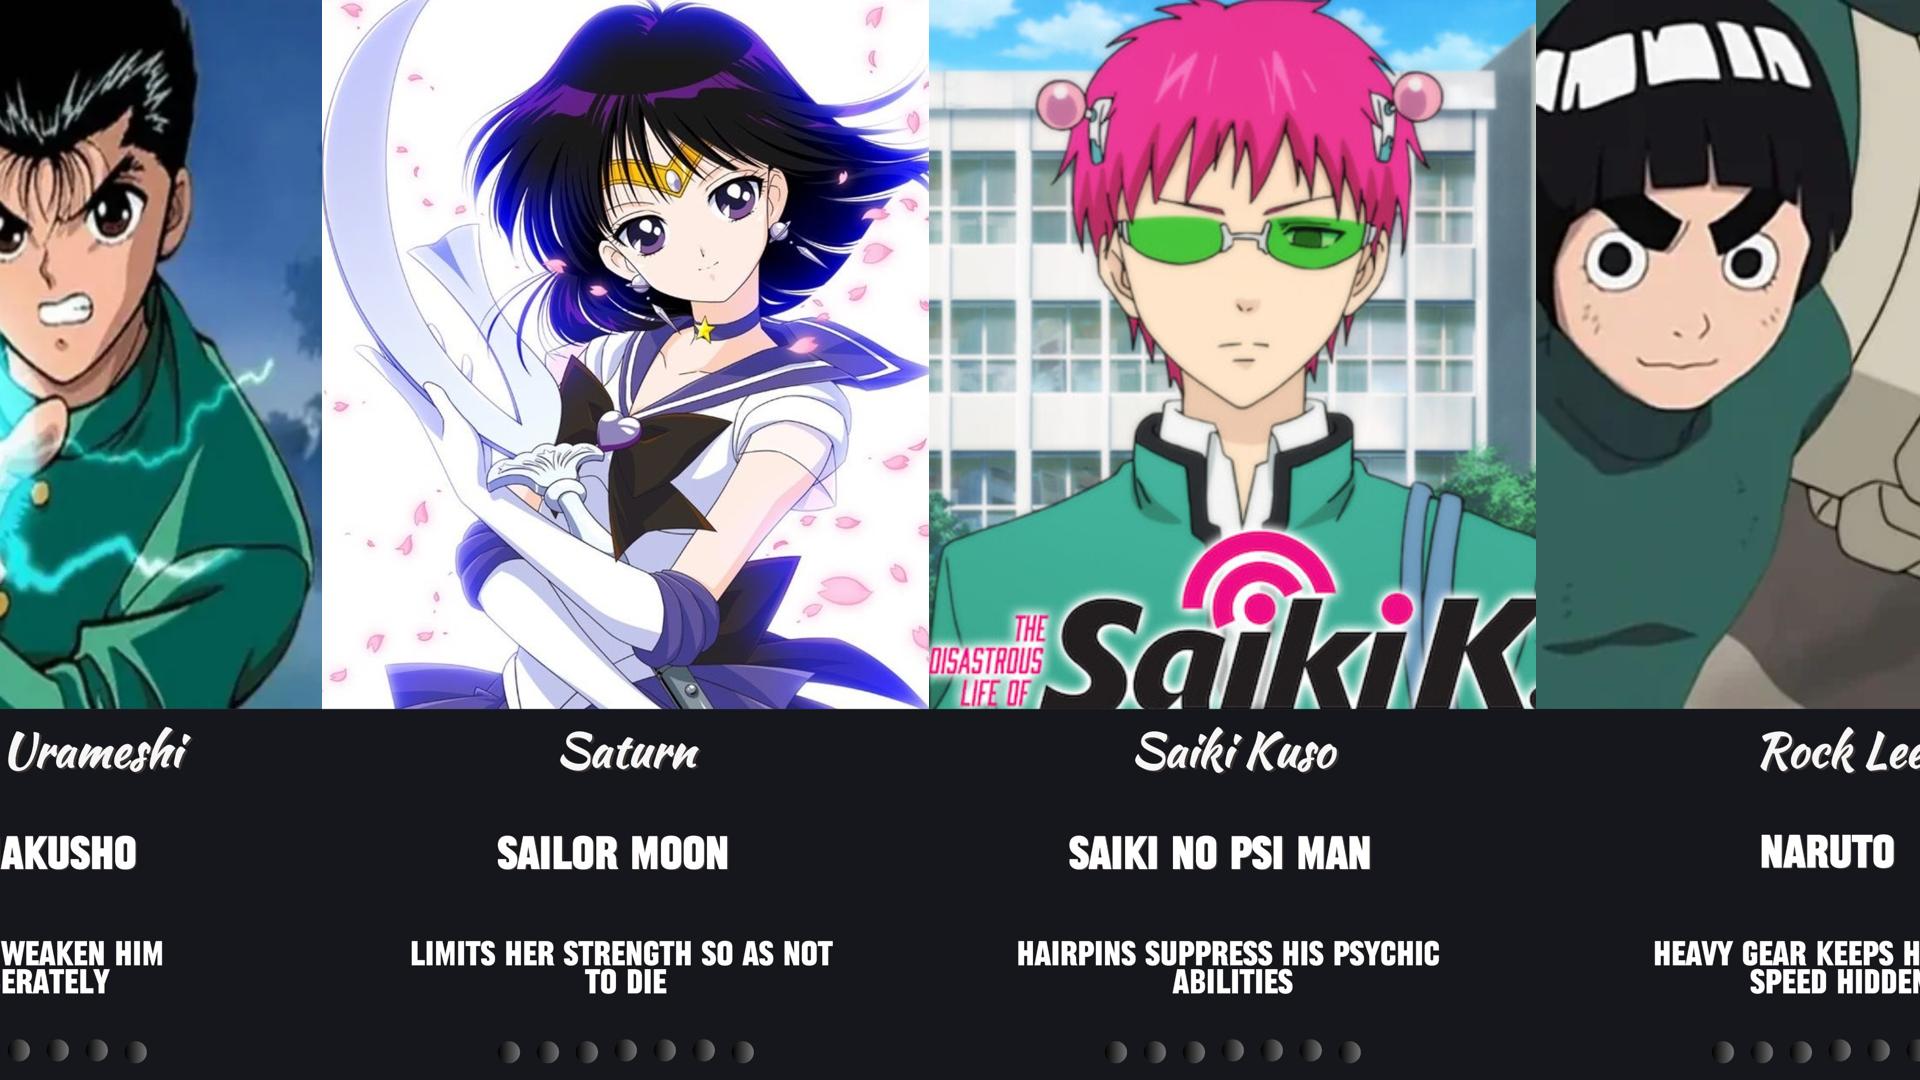 THE
DISASTROUS
LIFE OF
Saiki K.
Urameshi
AKUSHO
WEAKEN HIM
ERATELY
Saturn
SAILOR MOON
LIMITS HER STRENGTH SO AS NOT
TO DIE
Saiki Kuso
SAIKI NO PSI MAN
HAIRPINS SUPPRESS HIS PSYCHIC
ABILITIES
Rock Lee
NARUTO
HEAVY GEAR KEEPS H
SPEED HIDDEN